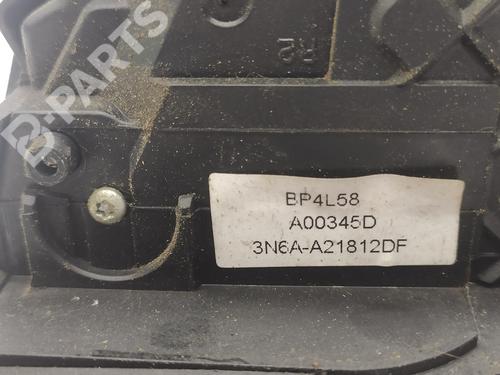 B-PARTS
R2
BP4L58
A00345D
3N6A-A21812DF